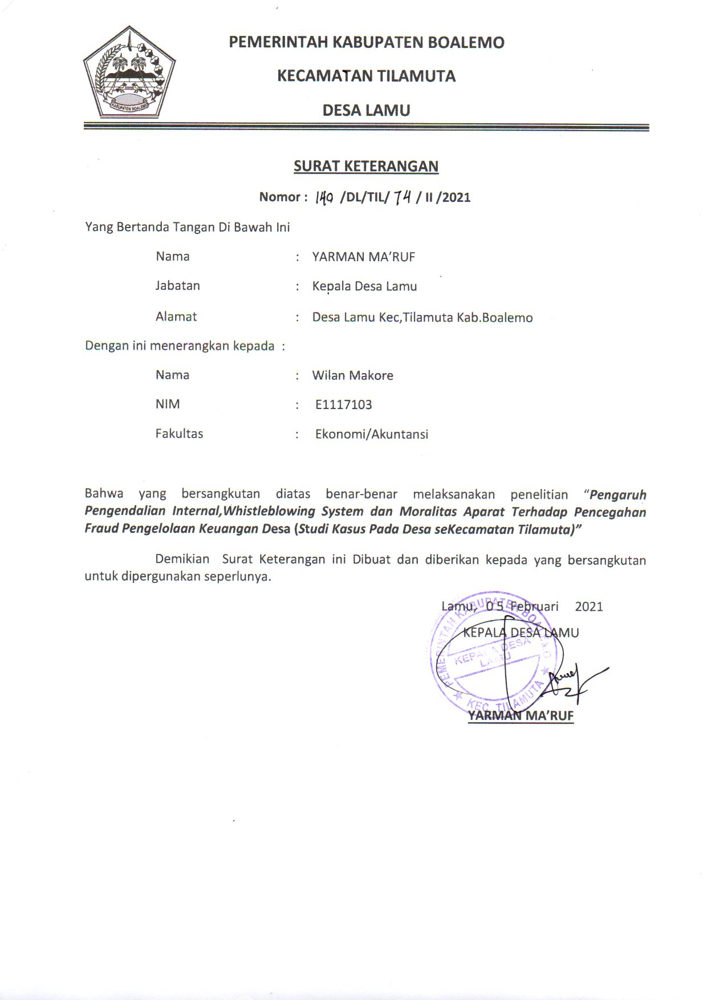 PEMERINTAH KABUPATEN BOALEMO
KECAMATAN TILAMUTA
DESA LAMU
KABUPATEN BOALEMO
SURAT KETERANGAN
Nomor : 140 /DL/TIL/ 74 / II /2021
Yang Bertanda Tangan Di Bawah Ini
Nama : YARMAN MA'RUF
Jabatan : Kepala Desa Lamu
Alamat : Desa Lamu Kec,Tilamuta Kab.Boalemo
Dengan ini menerangkan kepada :
Nama : Wilan Makore
NIM : E1117103
Fakultas : Ekonomi/Akuntansi
Bahwa yang bersangkutan diatas benar-benar melaksanakan penelitian “Pengaruh
Pengendalian Internal,Whistleblowing System dan Moralitas Aparat Terhadap Pencegahan
Fraud Pengelolaan Keuangan Desa (Studi Kasus Pada Desa seKecamatan Tilamuta)”
Demikian Surat Keterangan ini Dibuat dan diberikan kepada yang bersangkutan
untuk dipergunakan seperlunya.
Lamu, 05 Februari 2021
KEPALA DESA LAMU
PEMERINTAH KABUPATEN BOALEMO
KEPALA DESA
LAMU
KEC. TILAMUTA
YARMAN MA'RUF